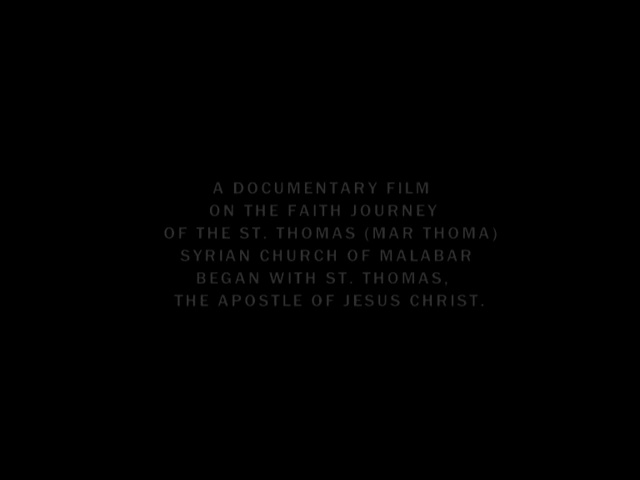 A DOCUMENTARY FILM
ON THE FAITH JOURNEY
OF THE ST. THOMAS (MAR THOMA)
SYRIAN CHURCH OF MALABAR
BEGAN WITH ST. THOMAS,
THE APOSTLE OF JESUS CHRIST.